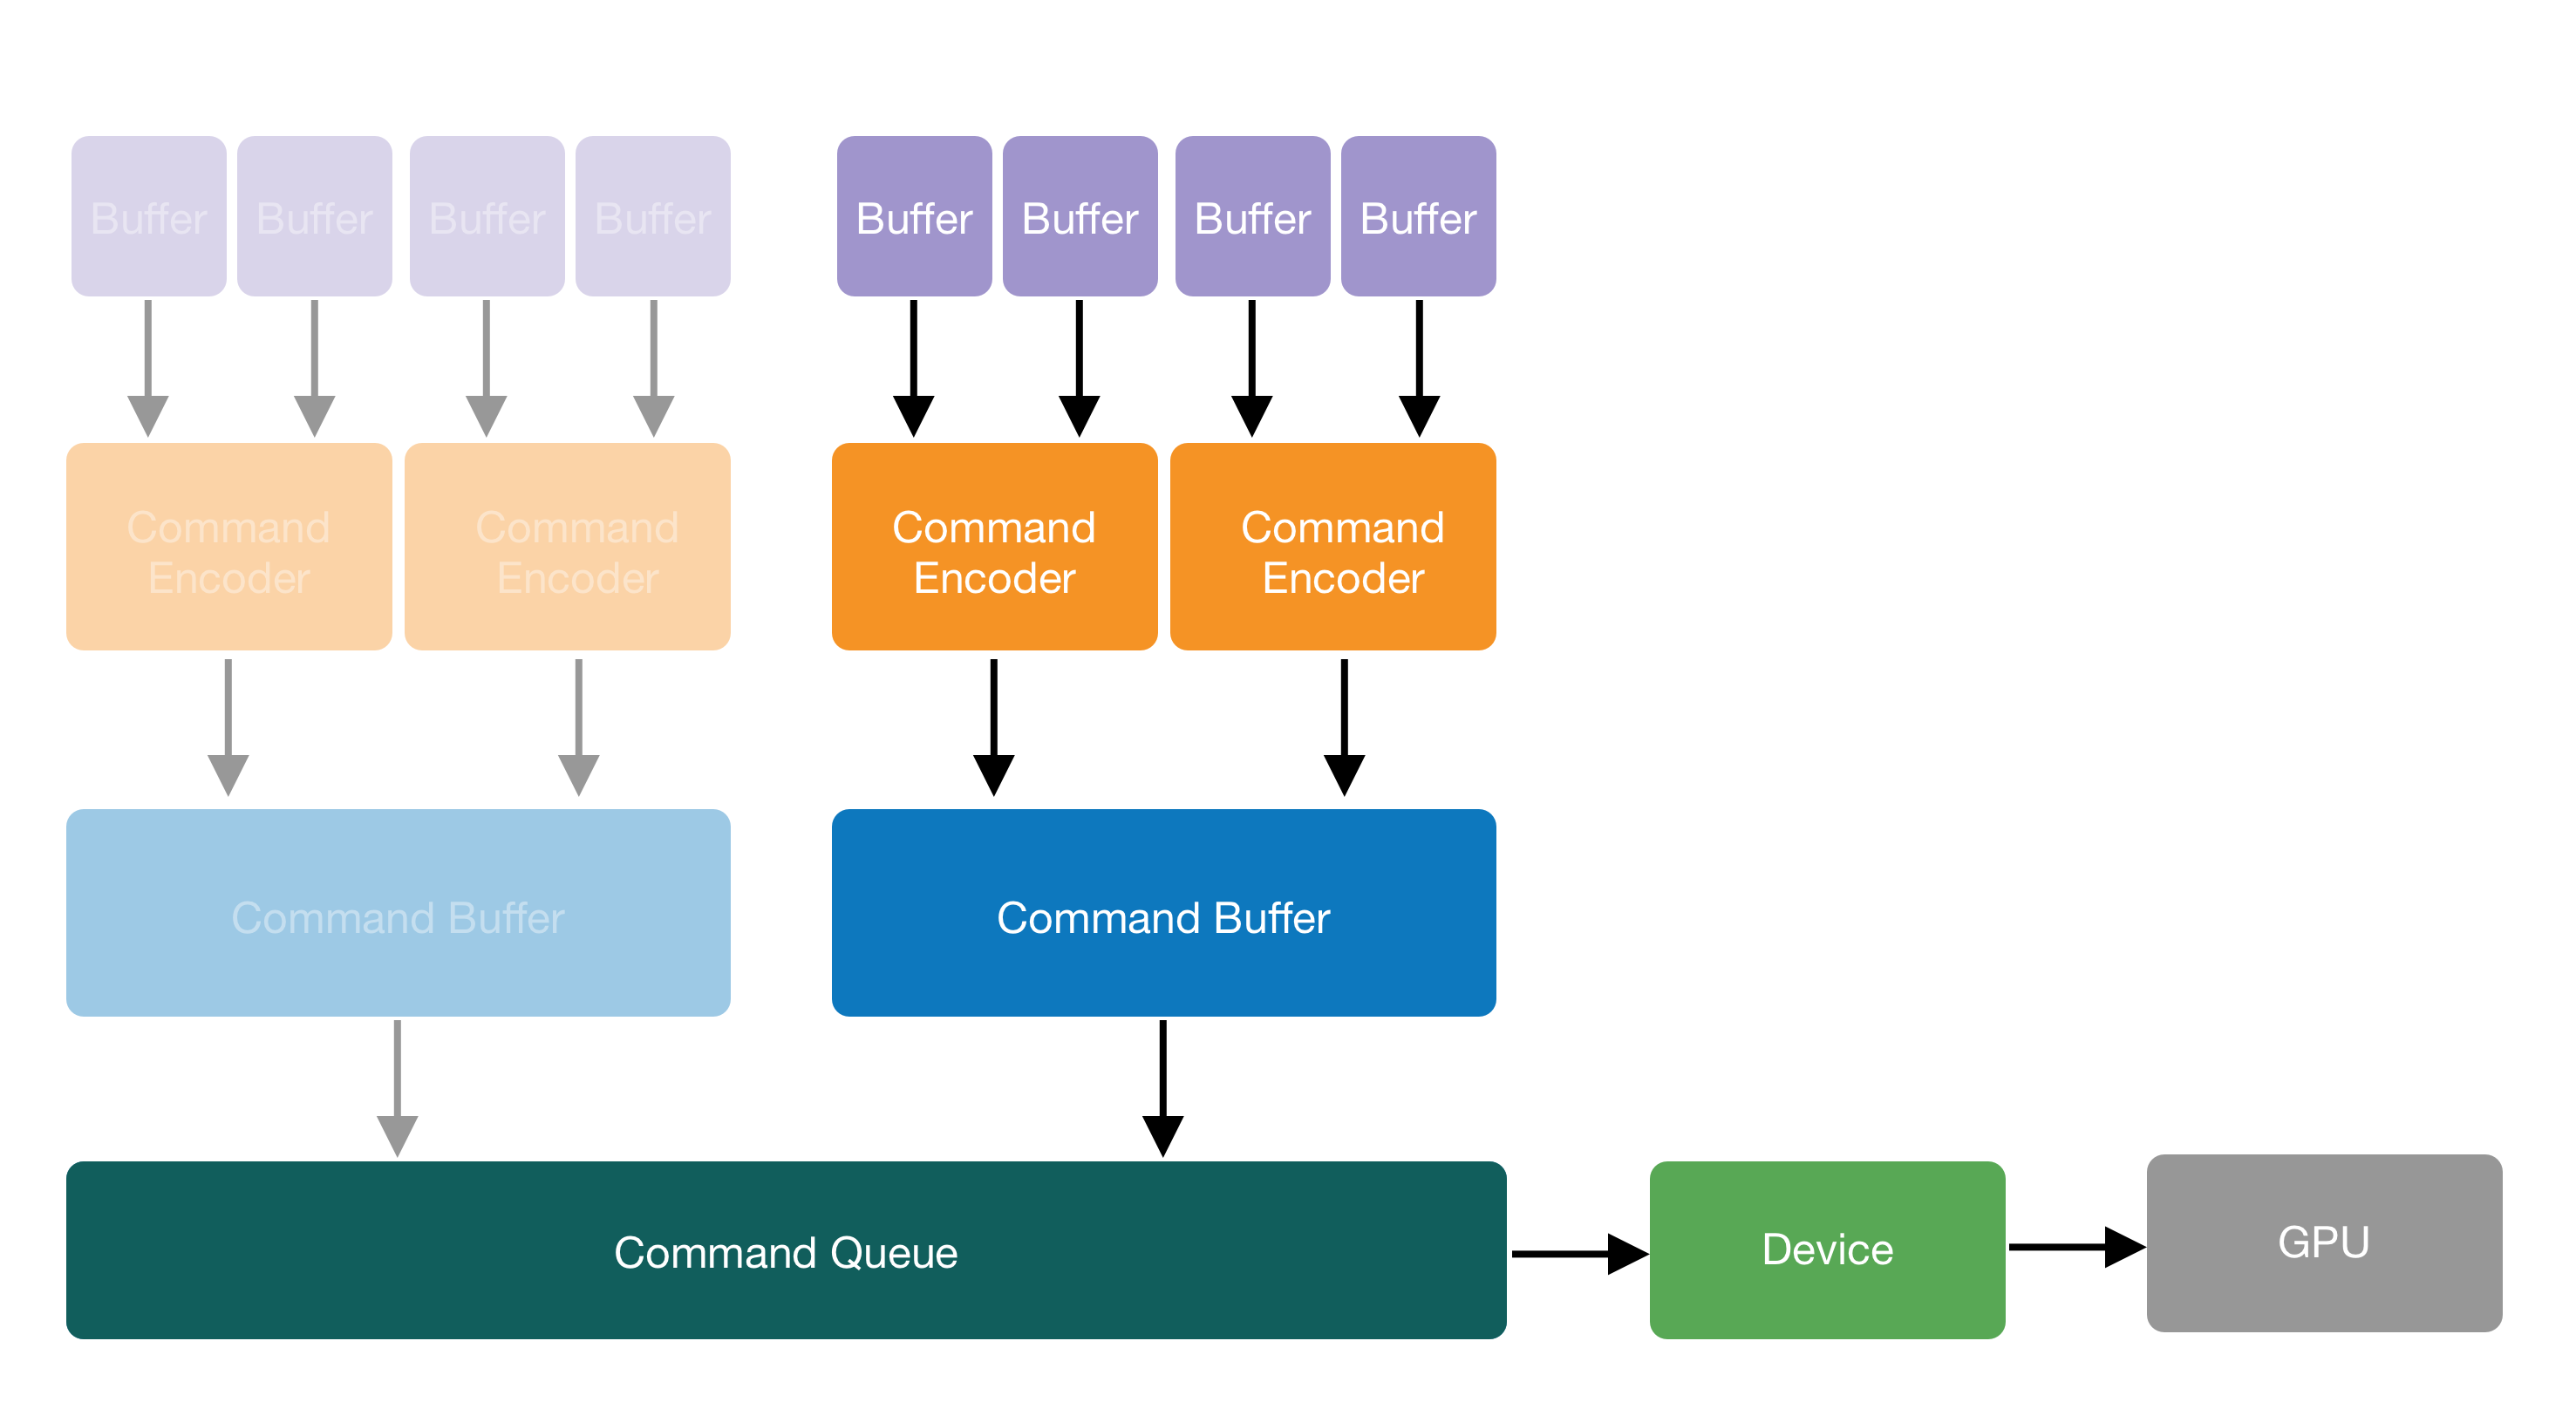 Buffer
Buffer
Buffer
Buffer
Buffer
Buffer
Buffer
Buffer
Command
Encoder
Command
Encoder
Command
Encoder
Command
Encoder
Command Buffer
Command Buffer
Command Queue
Device
GPU